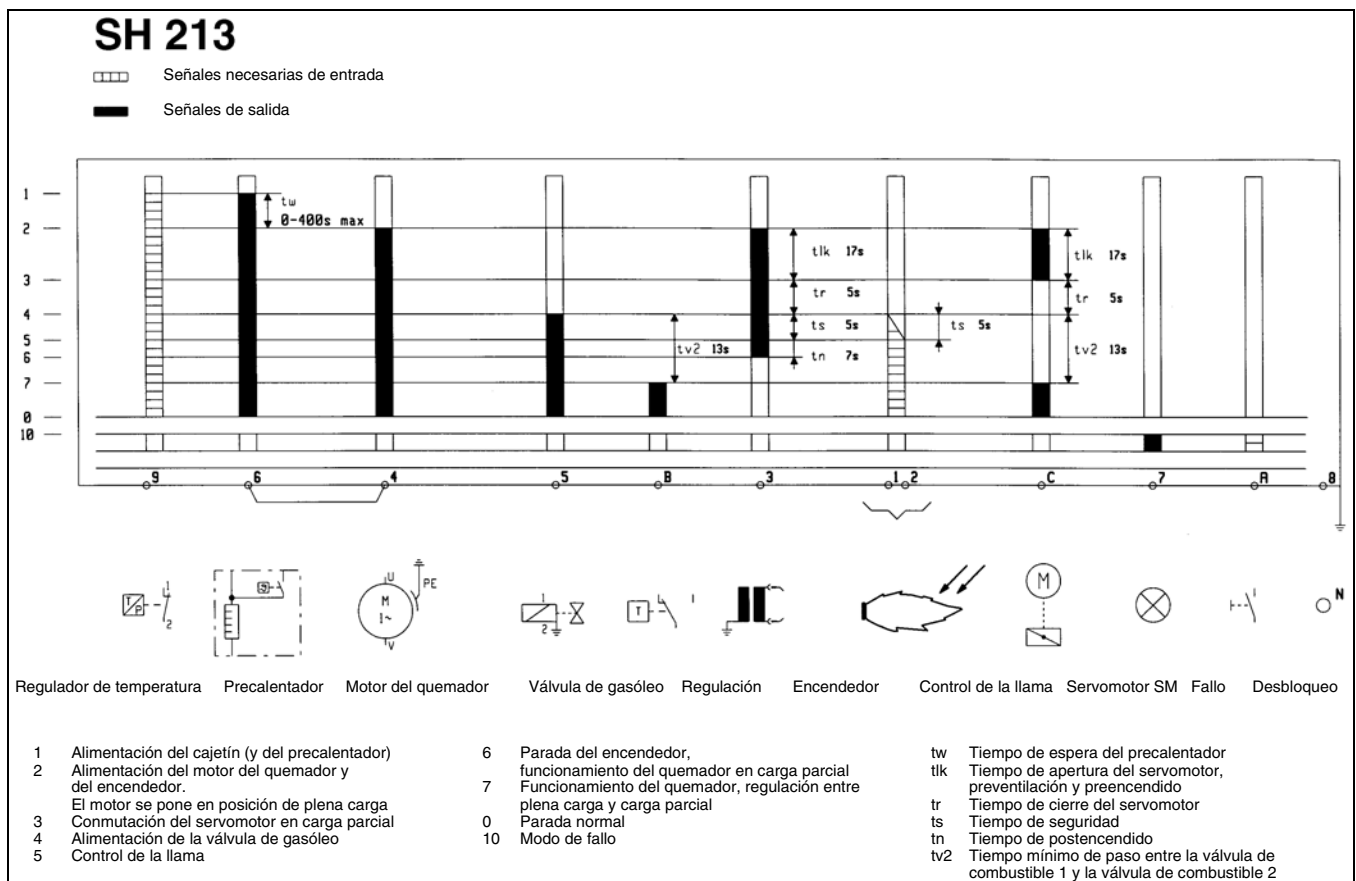 SH 213
Señales necesarias de entrada
Señales de salida
1
2
3
4
5
6
7
0
10
tw
0-400s max
tv2 13s
tlk 17s
tr 5s
ts 5s
tn 7s
ts 5s
tlk 17s
tr 5s
tv2 13s
9 6 4 5 B 3 1 2 C 7 A 8
T P 1 2
U M 1~ V PE
1 2
T
M
N
Regulador de temperatura Precalentador Motor del quemador Válvula de gasóleo Regulación Encendedor Control de la llama Servomotor SM Fallo Desbloqueo
1 Alimentación del cajetín (y del precalentador)
2 Alimentación del motor del quemador y
del encendedor.
El motor se pone en posición de plena carga
3 Conmutación del servomotor en carga parcial
4 Alimentación de la válvula de gasóleo
5 Control de la llama
6 Parada del encendedor,
funcionamiento del quemador en carga parcial
7 Funcionamiento del quemador, regulación entre
plena carga y carga parcial
0 Parada normal
10 Modo de fallo
tw Tiempo de espera del precalentador
tlk Tiempo de apertura del servomotor,
preventilación y preencendido
tr Tiempo de cierre del servomotor
ts Tiempo de seguridad
tn Tiempo de postencendido
tv2 Tiempo mínimo de paso entre la válvula de
combustible 1 y la válvula de combustible 2